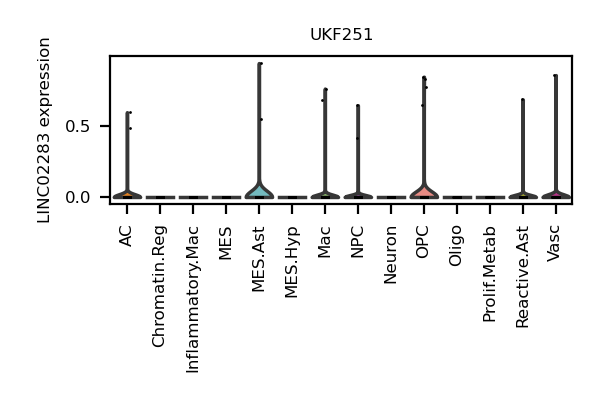 UKF251
LINC02283 expression
0.5
0.0
AC
Chromatin.Reg
Inflammatory.Mac
MES
MES.Ast
MES.Hyp
Mac
NPC
Neuron
OPC
Oligo
Prolif.Metab
Reactive.Ast
Vasc